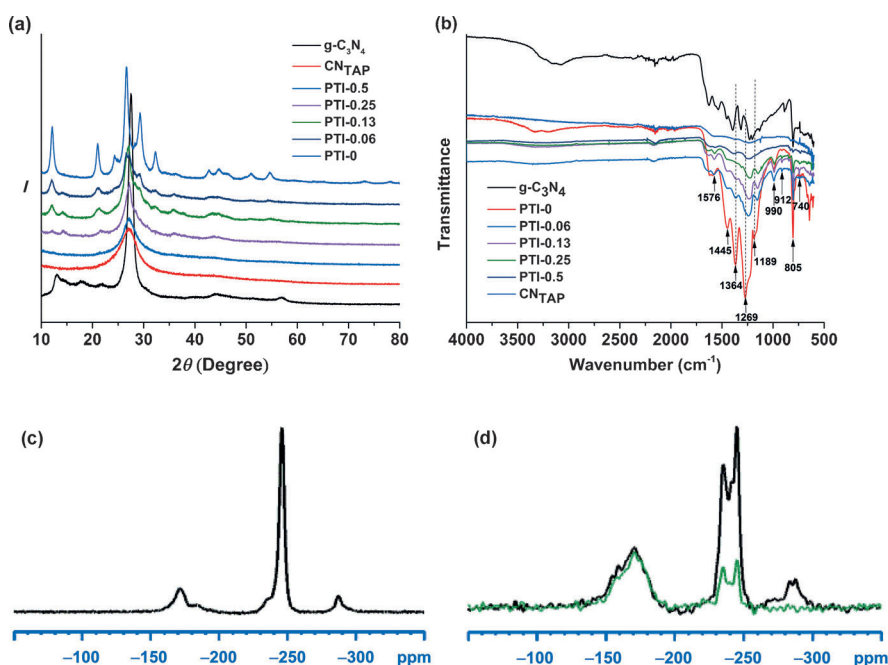 (a)
g-C₃N₄
CN_TAP
PTI-0.5
PTI-0.25
PTI-0.13
PTI-0.06
PTI-0
I
10 20 30 40 50 60 70 80
2θ (Degree)
(b)
Transmittance
g-C₃N₄
PTI-0
PTI-0.06
PTI-0.13
PTI-0.25
PTI-0.5
CN_TAP
1576
1445
1364
1269
1189
990
912
740
805
4000 3500 3000 2500 2000 1500 1000 500
Wavenumber (cm⁻¹)
(c)
−100 −150 −200 −250 −300 ppm
(d)
−100 −150 −200 −250 −300 ppm